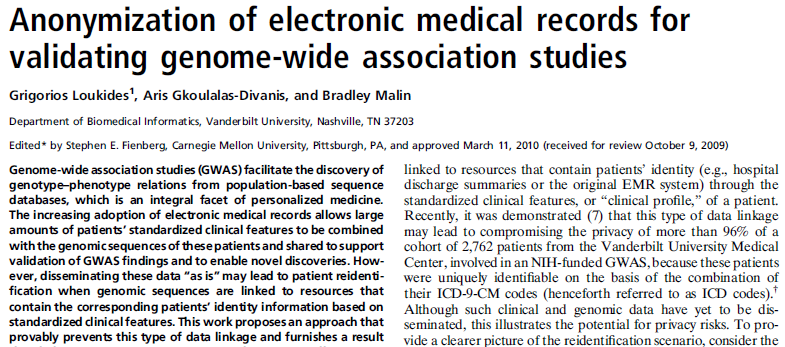 Anonymization of electronic medical records for
validating genome-wide association studies
Grigorios Loukides¹, Aris Gkoulalas-Divanis, and Bradley Malin
Department of Biomedical Informatics, Vanderbilt University, Nashville, TN 37203
Edited* by Stephen E. Fienberg, Carnegie Mellon University, Pittsburgh, PA, and approved March 11, 2010 (received for review October 9, 2009)
Genome-wide association studies (GWAS) facilitate the discovery of
genotype–phenotype relations from population-based sequence
databases, which is an integral facet of personalized medicine.
The increasing adoption of electronic medical records allows large
amounts of patients’ standardized clinical features to be combined
with the genomic sequences of these patients and shared to support
validation of GWAS findings and to enable novel discoveries. How-
ever, disseminating these data “as is” may lead to patient reidenti-
fication when genomic sequences are linked to resources that
contain the corresponding patients’ identity information based on
standardized clinical features. This work proposes an approach that
provably prevents this type of data linkage and furnishes a result
linked to resources that contain patients’ identity (e.g., hospital
discharge summaries or the original EMR system) through the
standardized clinical features, or “clinical profile,” of a patient.
Recently, it was demonstrated (7) that this type of data linkage
may lead to compromising the privacy of more than 96% of a
cohort of 2,762 patients from the Vanderbilt University Medical
Center, involved in an NIH-funded GWAS, because these patients
were uniquely identifiable on the basis of the combination of
their ICD-9-CM codes (henceforth referred to as ICD codes).†
Although such clinical and genomic data have yet to be dis-
seminated, this illustrates the potential for privacy risks. To pro-
vide a clearer picture of the reidentification scenario, consider the